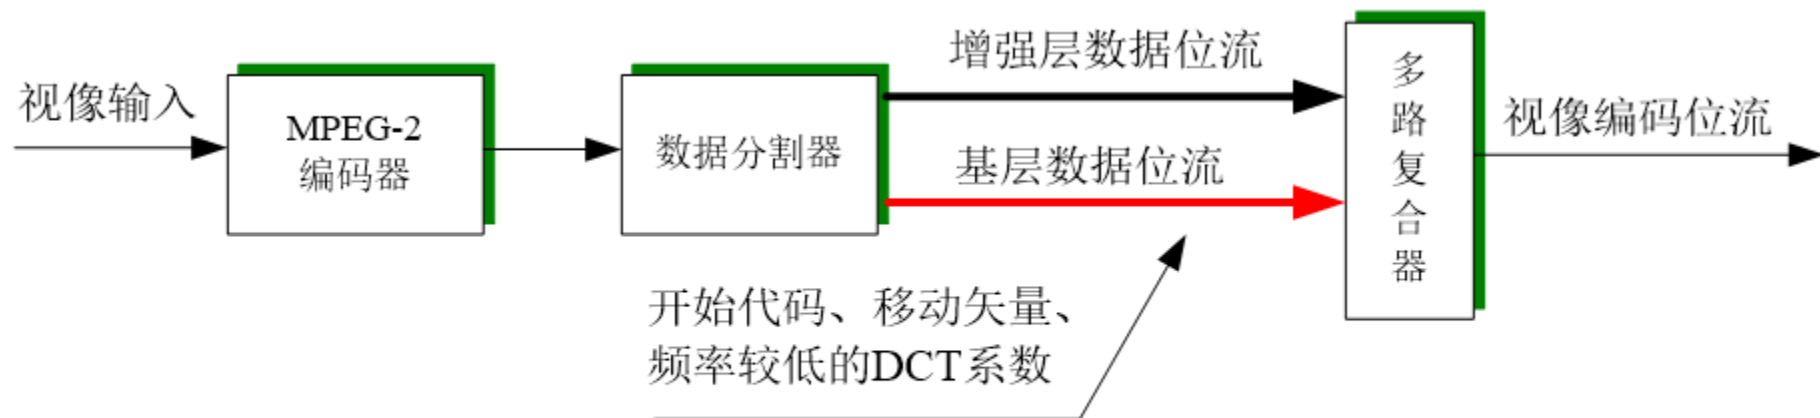 视像输入
MPEG-2
编码器
数据分割器
增强层数据位流
基层数据位流
开始代码、移动矢量、
频率较低的DCT系数
多
路
复
合
器
视像编码位流